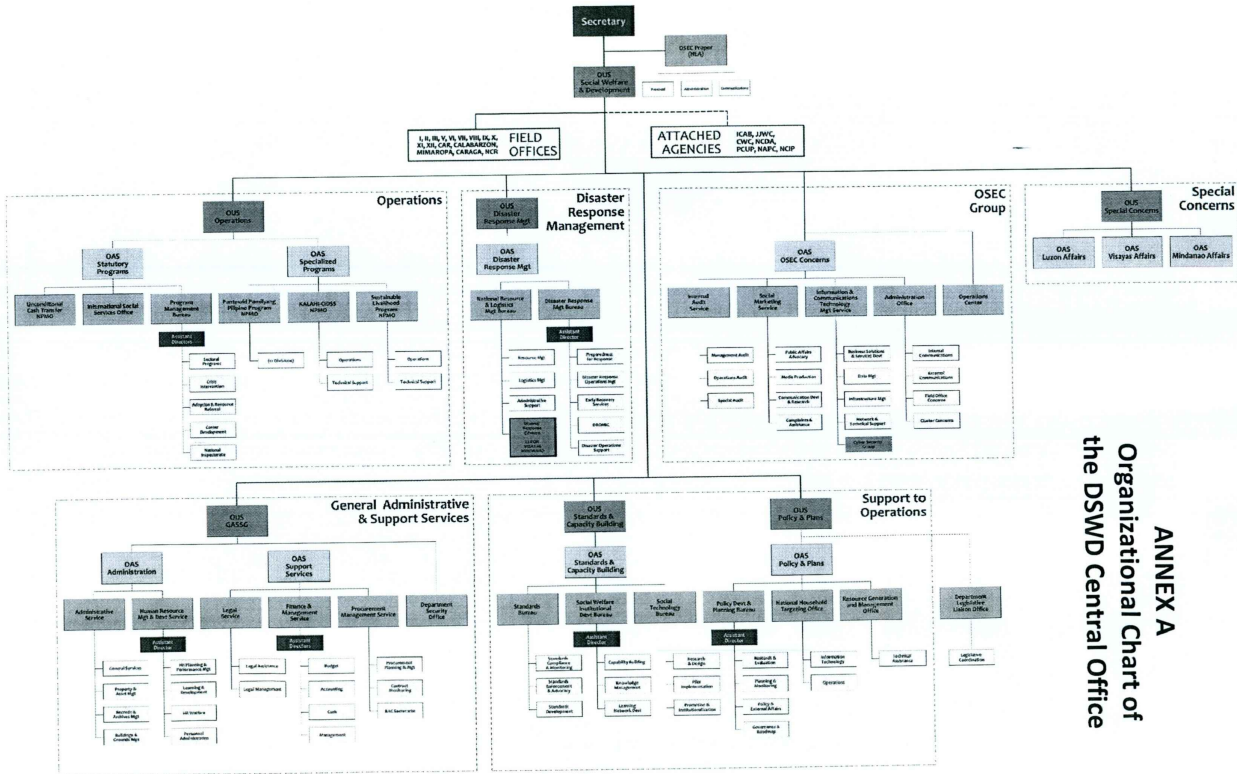 Secretary
OSEC Proper
(HEA)
OUS
Social Welfare
& Development
Personal
Administration
Communications
I, II, III, V, VI, VII, VIII, IX, X,
XI, XII, CAR, CALABARZON,
MIMAROPA, CARAGA, NCR
FIELD
OFFICES
ATTACHED
AGENCIES
ICAB, JJWC,
CWC, NCDA,
PCUP, NAPC, NCIP
Operations
OUS
Operations
OAS
Statutory
Programs
OAS
Specialized
Programs
Unconditional
Cash Transfer
NPMO
International Social
Services Office
Program
Management
Bureau
Pantawid Pamilyang
Pilipino Program
NPMO
KALAHI-CIDSS
NPMO
Sustainable
Livelihood
Program NPMO
Assistant
Directors
Sectoral
Programs
Crisis
Intervention
Adoption & Resource
Referral
Center
Development
National
Inspectorate
(10 Divisions)
Operations
Technical Support
Operations
Technical Support
Disaster
Response
Management
OUS
Disaster
Response Mgt
OAS
Disaster
Response Mgt
National Resource
& Logistics
Mgt Bureau
Disaster Response
Mgt Bureau
Assistant
Director
Resource Mgt
Logistics Mgt
Administrative
Support
Preparedness
for Response
Disaster Response
Operations Mgt
Early Recovery
Services
DROMIC
Disaster Operations
Support
OSEC
Group
OAS
OSEC Concerns
Internal
Audit
Service
Social
Marketing
Service
Information &
Communications
Technology
Mgt Service
Administration
Office
Operations
Center
Management Audit
Operations Audit
Special Audit
Public Affairs
Advocacy
Media Production
Communication Devt
& Research
Complaints &
Assistance
Business Solutions
& Services Devt
Data Mgt
Infrastructure Mgt
Network &
Technical Support
Cyber Security
Internal
Communications
External
Communications
Field Office
Concerns
Cluster Concerns
Special
Concerns
OUS
Special Concerns
OAS
Luzon Affairs
OAS
Visayas Affairs
OAS
Mindanao Affairs
General Administrative
& Support Services
OUS
GASSG
OAS
Administration
OAS
Support
Services
Administrative
Service
Human Resource
Mgt & Devt Service
Legal
Service
Finance &
Management
Service
Procurement
Management Service
Department
Security
Office
Assistant
Director
Assistant
Directors
General Services
Property &
Asset Mgt
Records &
Archives Mgt
Buildings &
Grounds Mgt
HR Planning &
Performance Mgt
Learning &
Development
HR Welfare
Personnel
Administration
Legal Assistance
Legal Management
Budget
Accounting
Cash
Management
Procurement
Planning & Mgt
Contract
Monitoring
BAC Secretariat
Support to
Operations
OUS
Standards &
Capacity Building
OUS
Policy & Plans
OAS
Standards &
Capacity Building
OAS
Policy & Plans
Standards
Bureau
Social Welfare
Institutional
Devt Bureau
Social
Technology
Bureau
Policy Devt &
Planning Bureau
National Household
Targeting Office
Resource Generation
and Management
Office
Department
Legislative
Liaison Office
Assistant
Director
Assistant
Director
Standards
Compliance
& Monitoring
Standards
Enforcement
& Advocacy
Standards
Development
Capability Building
Knowledge
Management
Learning
Network Devt
Research
& Design
Pilot
Implementation
Promotion &
Institutionalization
Research &
Evaluation
Planning &
Monitoring
Policy &
External Affairs
Governance &
Roadmap
Information
Technology
Operations
Technical
Assistance
Legislative
Coordination
ANNEX A
Organizational Chart of
the DSWD Central Office